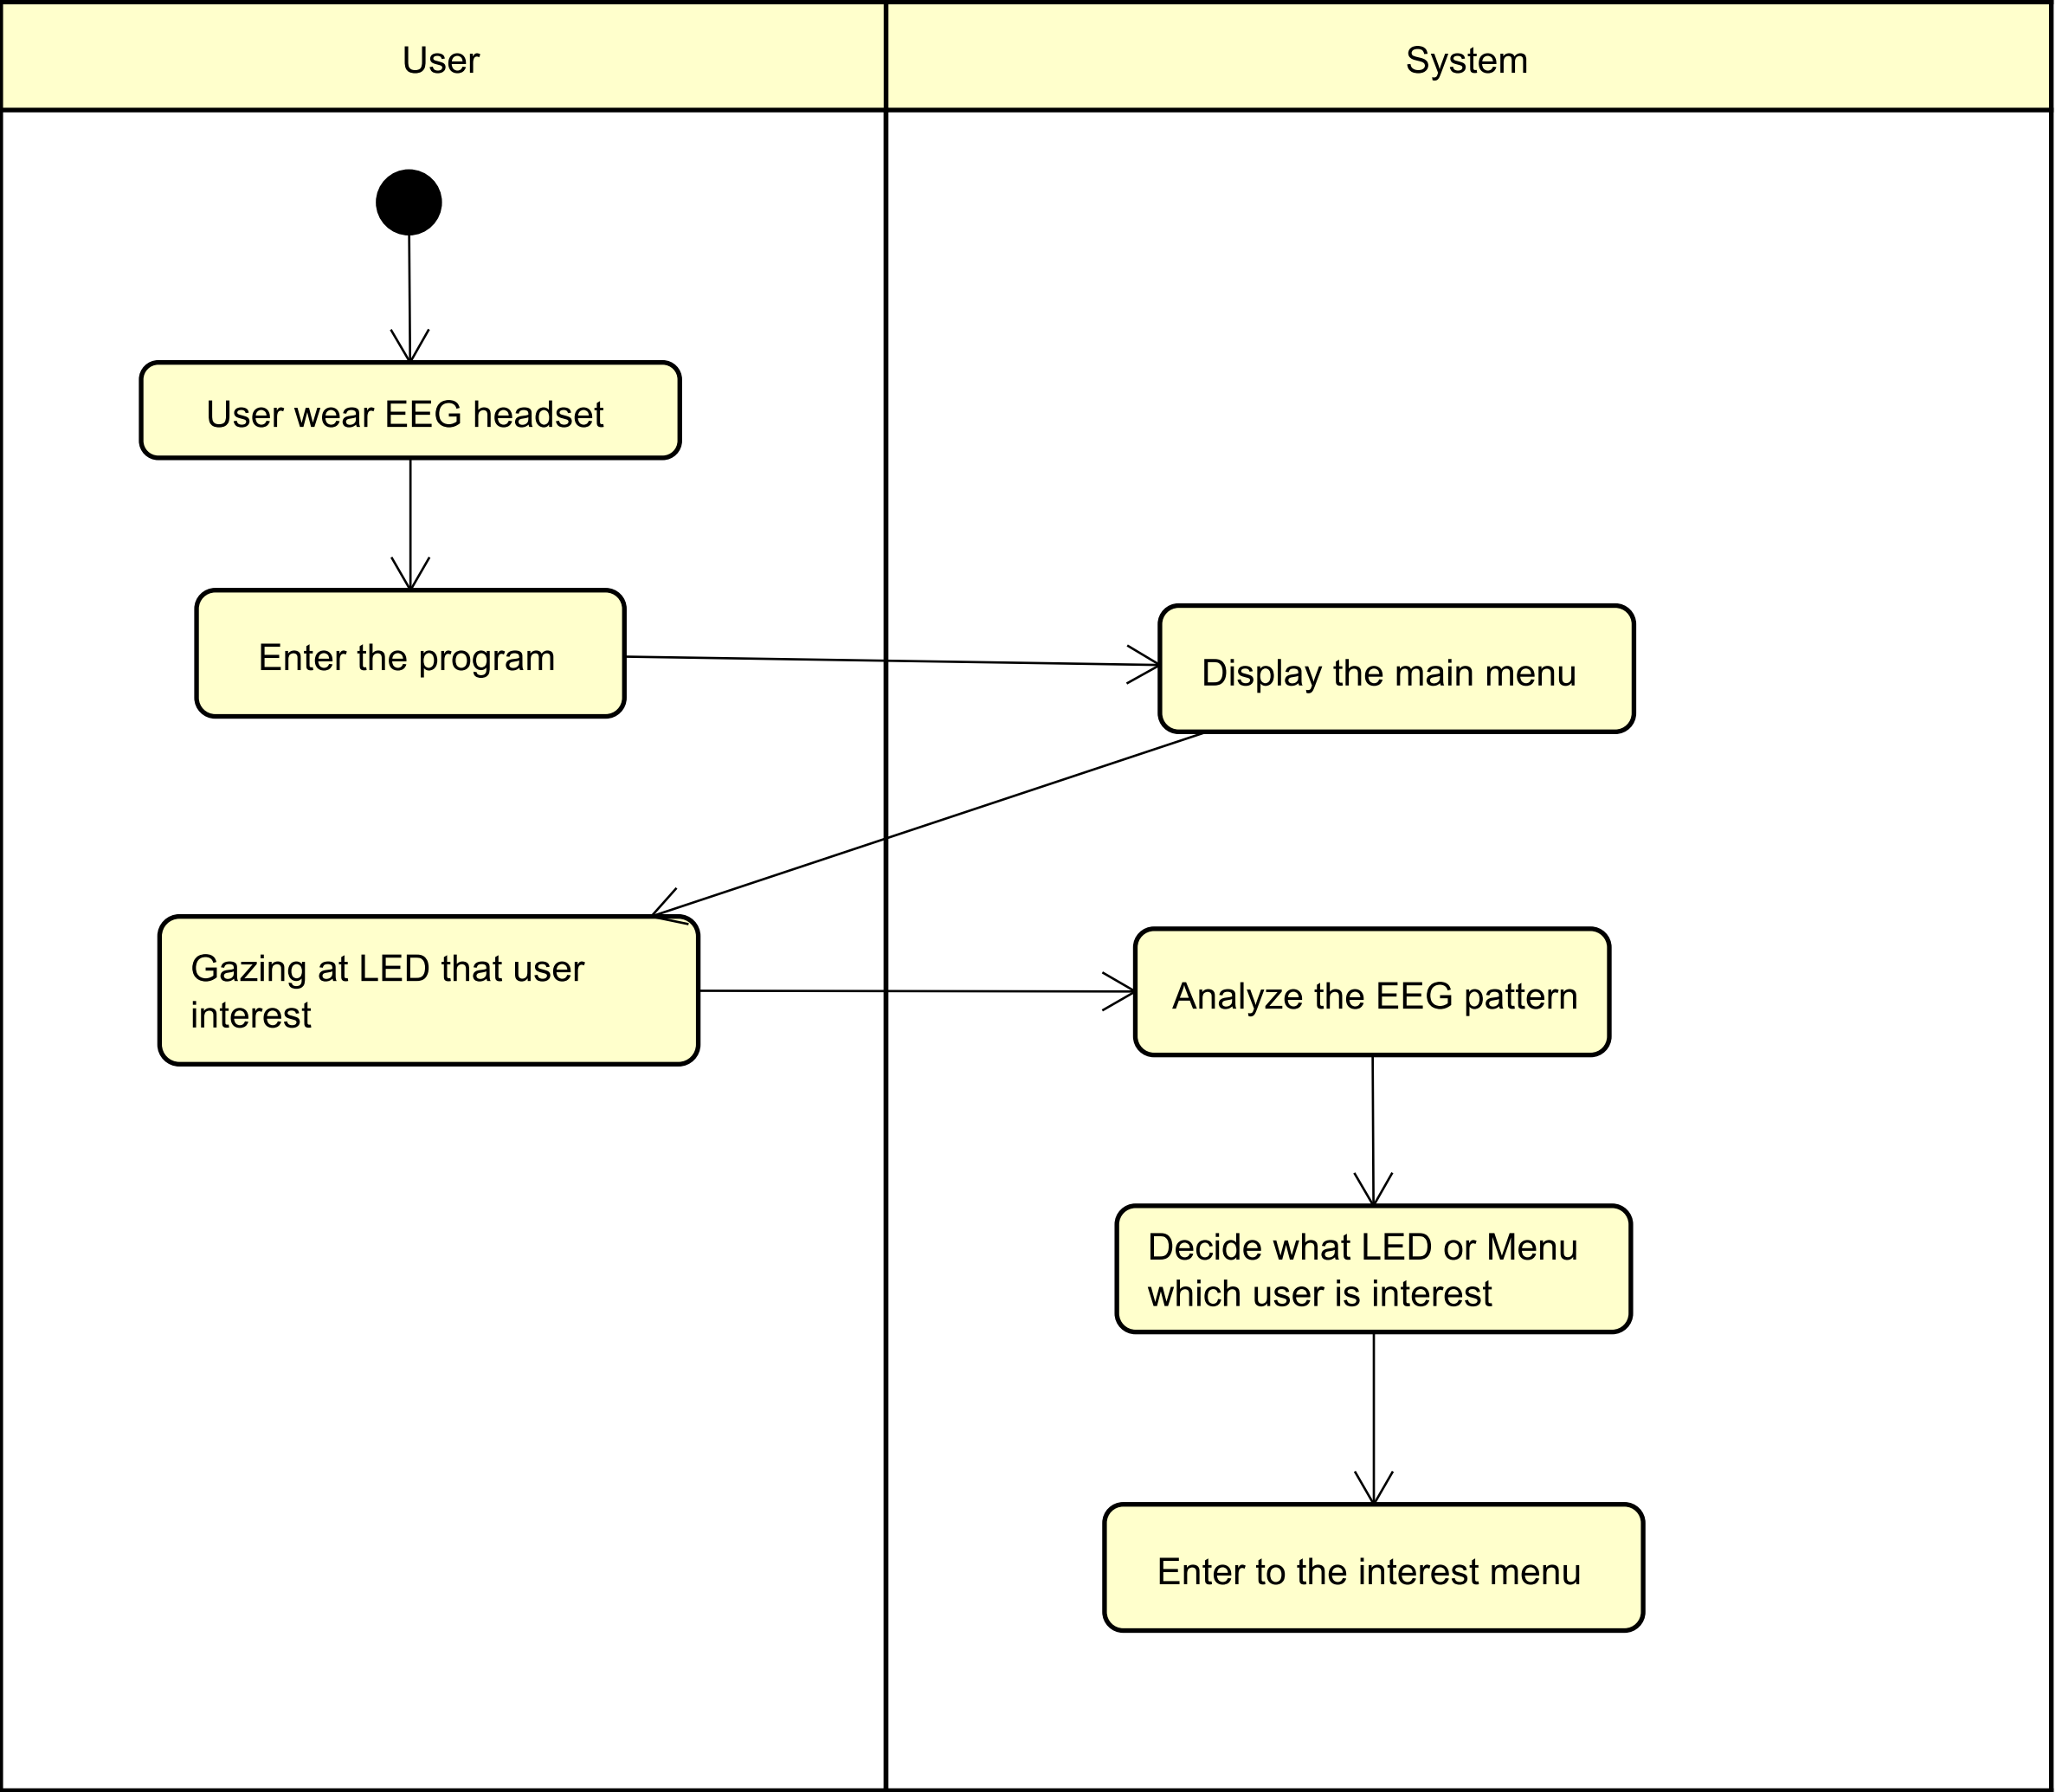 User
System
User wear EEG headset
Enter the program
Display the main menu
Gazing at LED that user
interest
Analyze the EEG pattern
Decide what LED or Menu
which user is interest
Enter to the interest menu